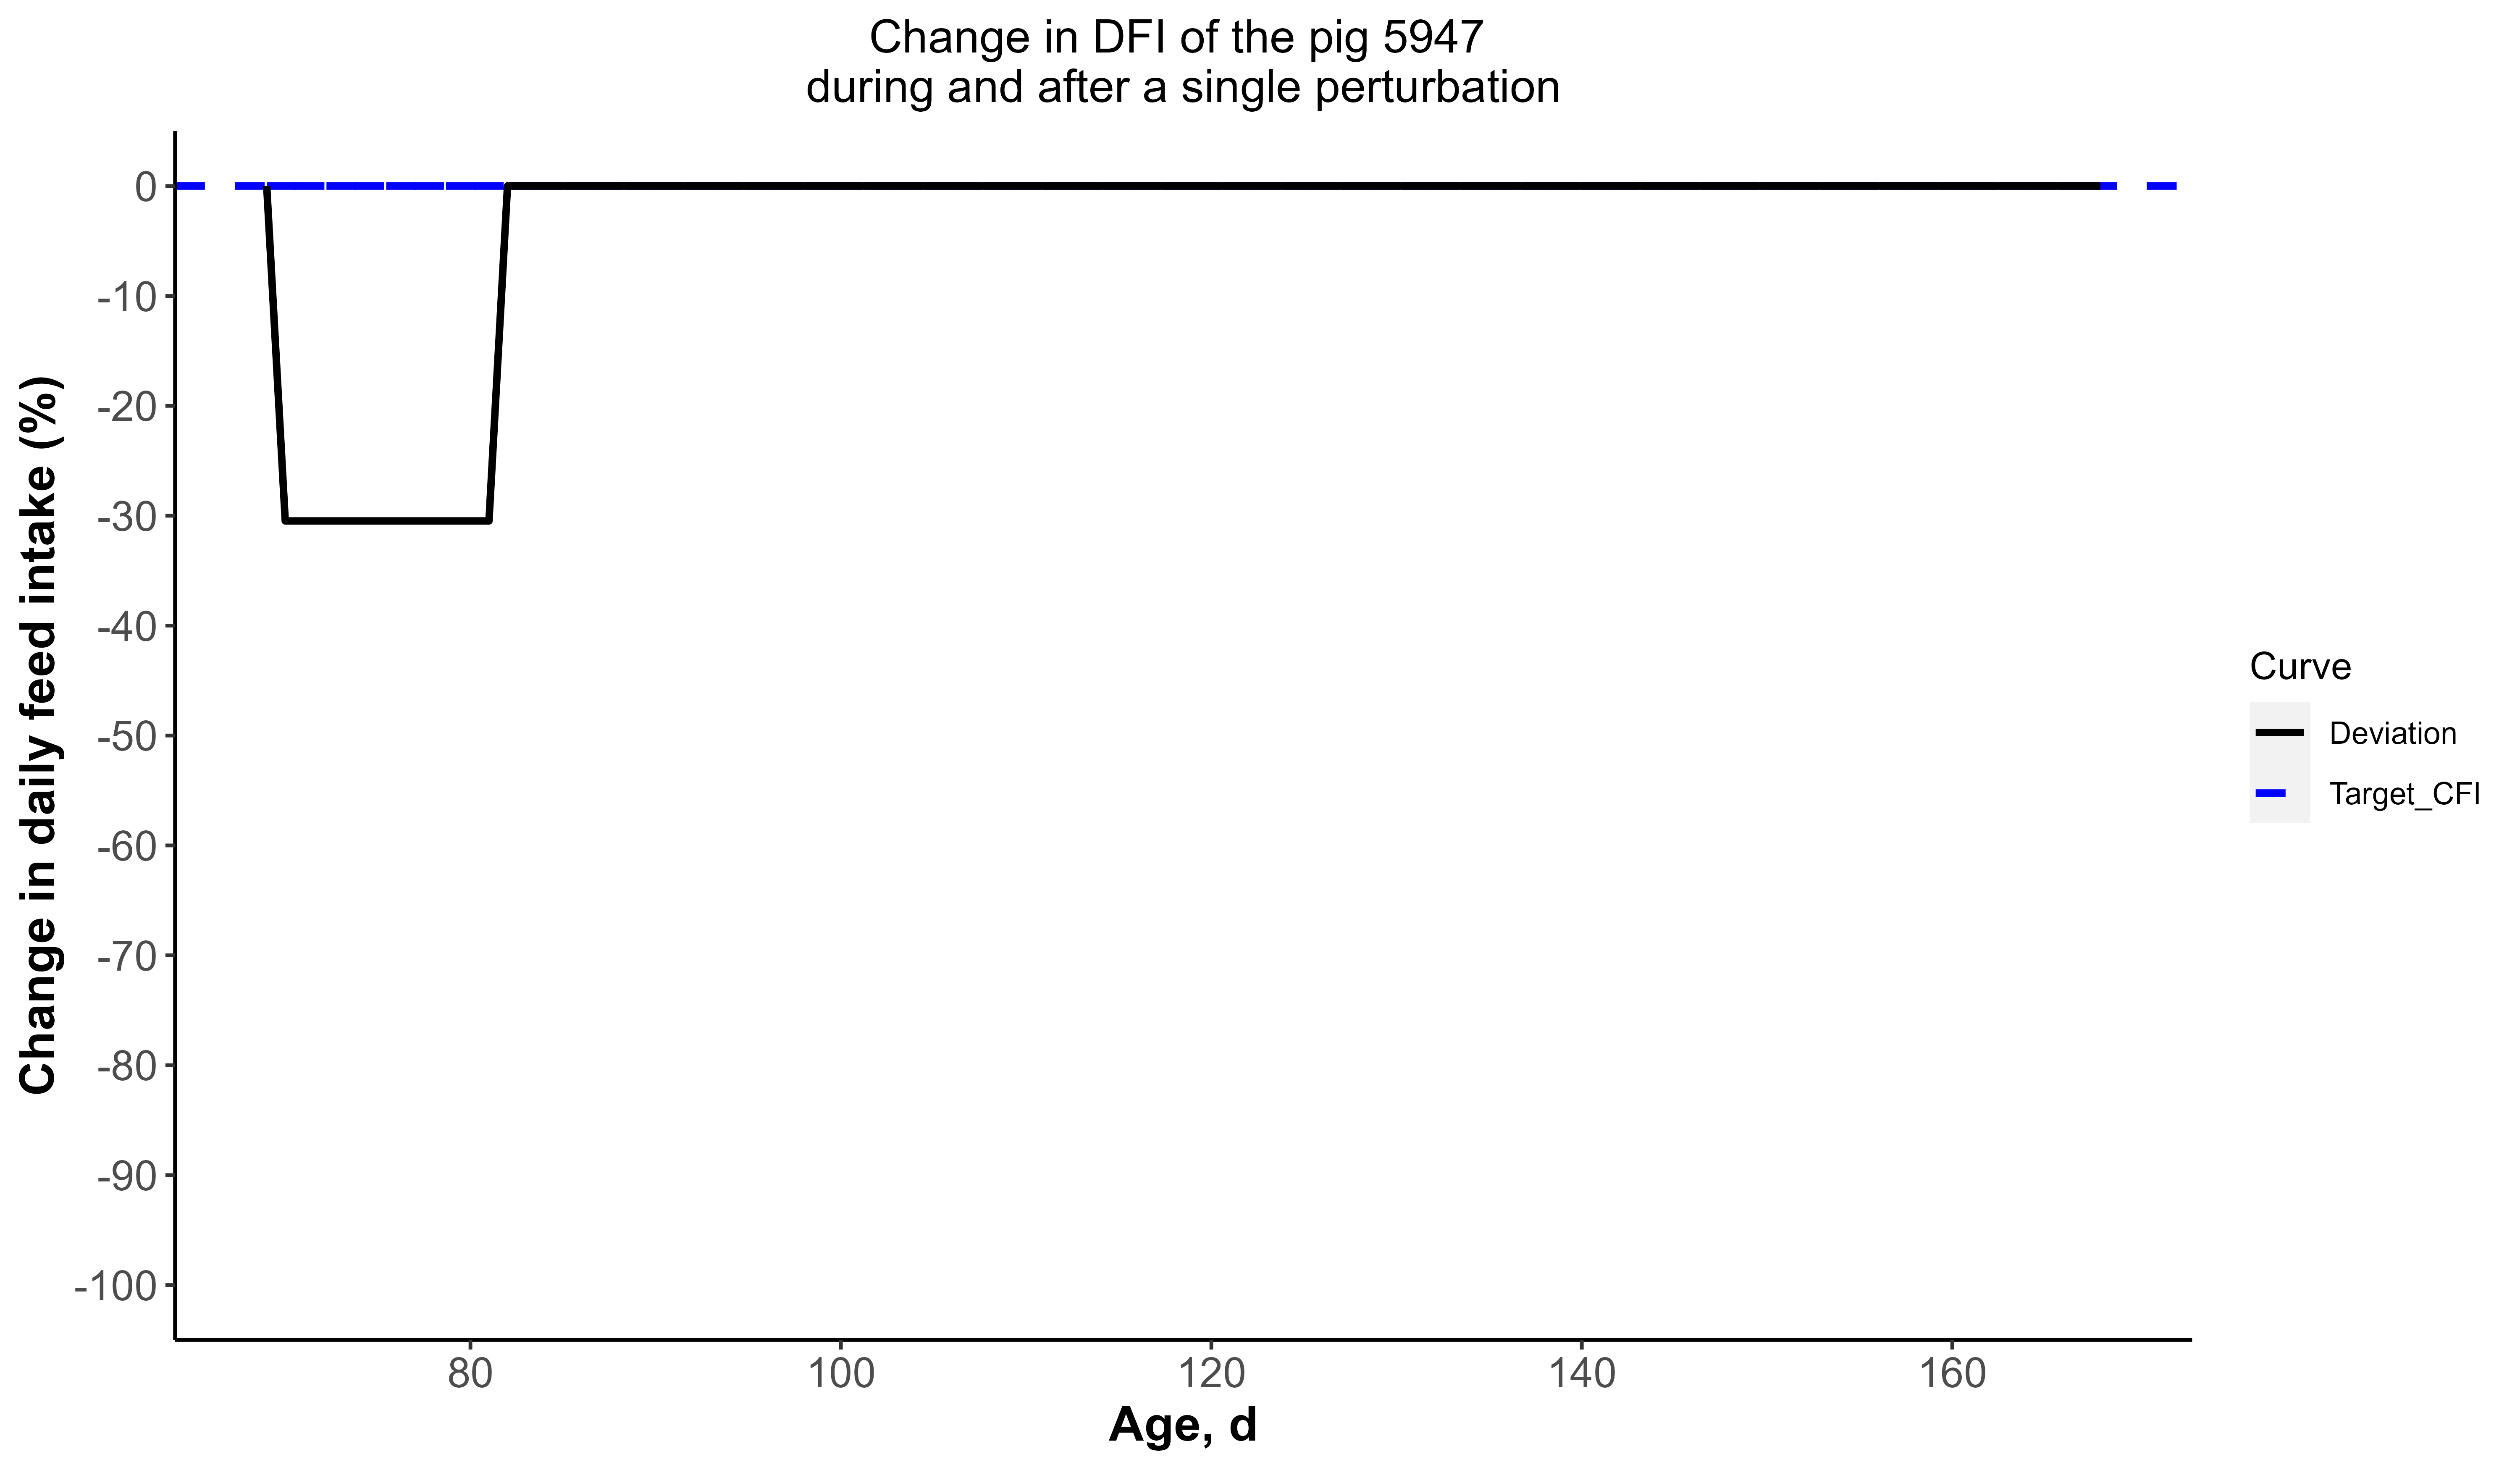 Change in DFI of the pig 5947
during and after a single perturbation
Change in daily feed intake (%)
0
-10
-20
-30
-40
-50
-60
-70
-80
-90
-100
80
100
120
140
160
Age, d
Curve
Deviation
Target_CFI